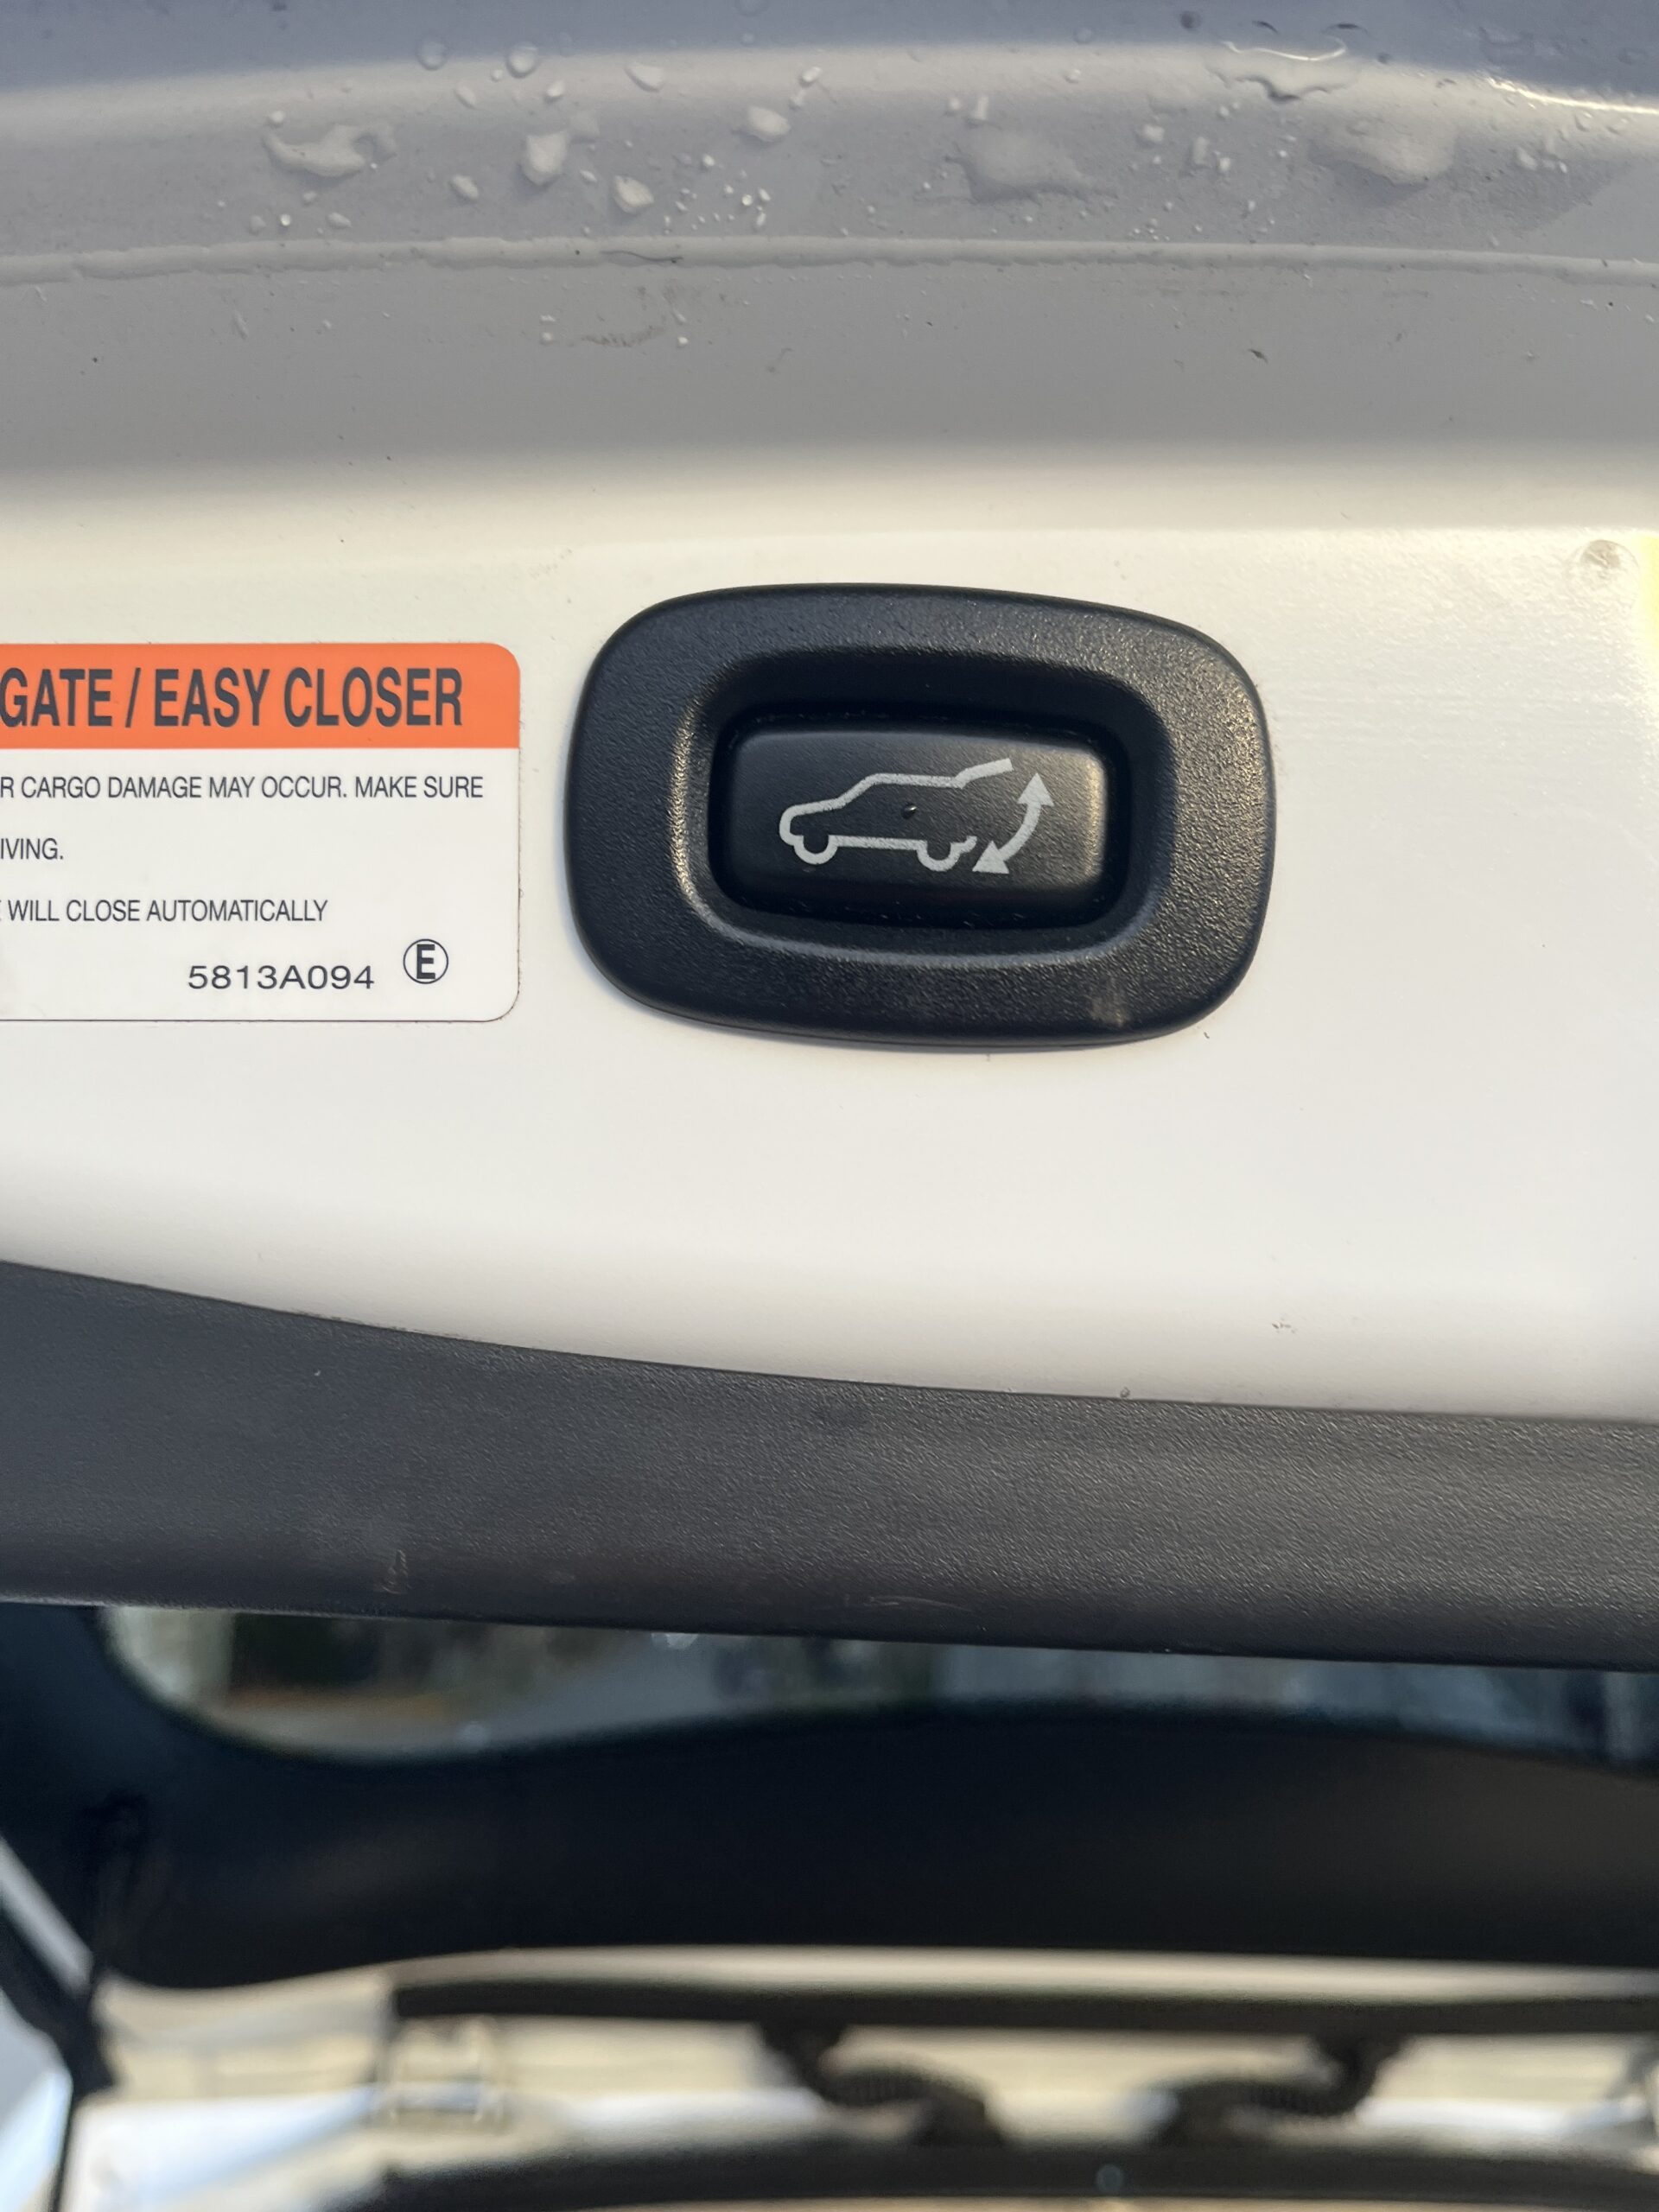 GATE / EASY CLOSER
R CARGO DAMAGE MAY OCCUR. MAKE SURE
IVING.
WILL CLOSE AUTOMATICALLY
5813A094 Ⓔ